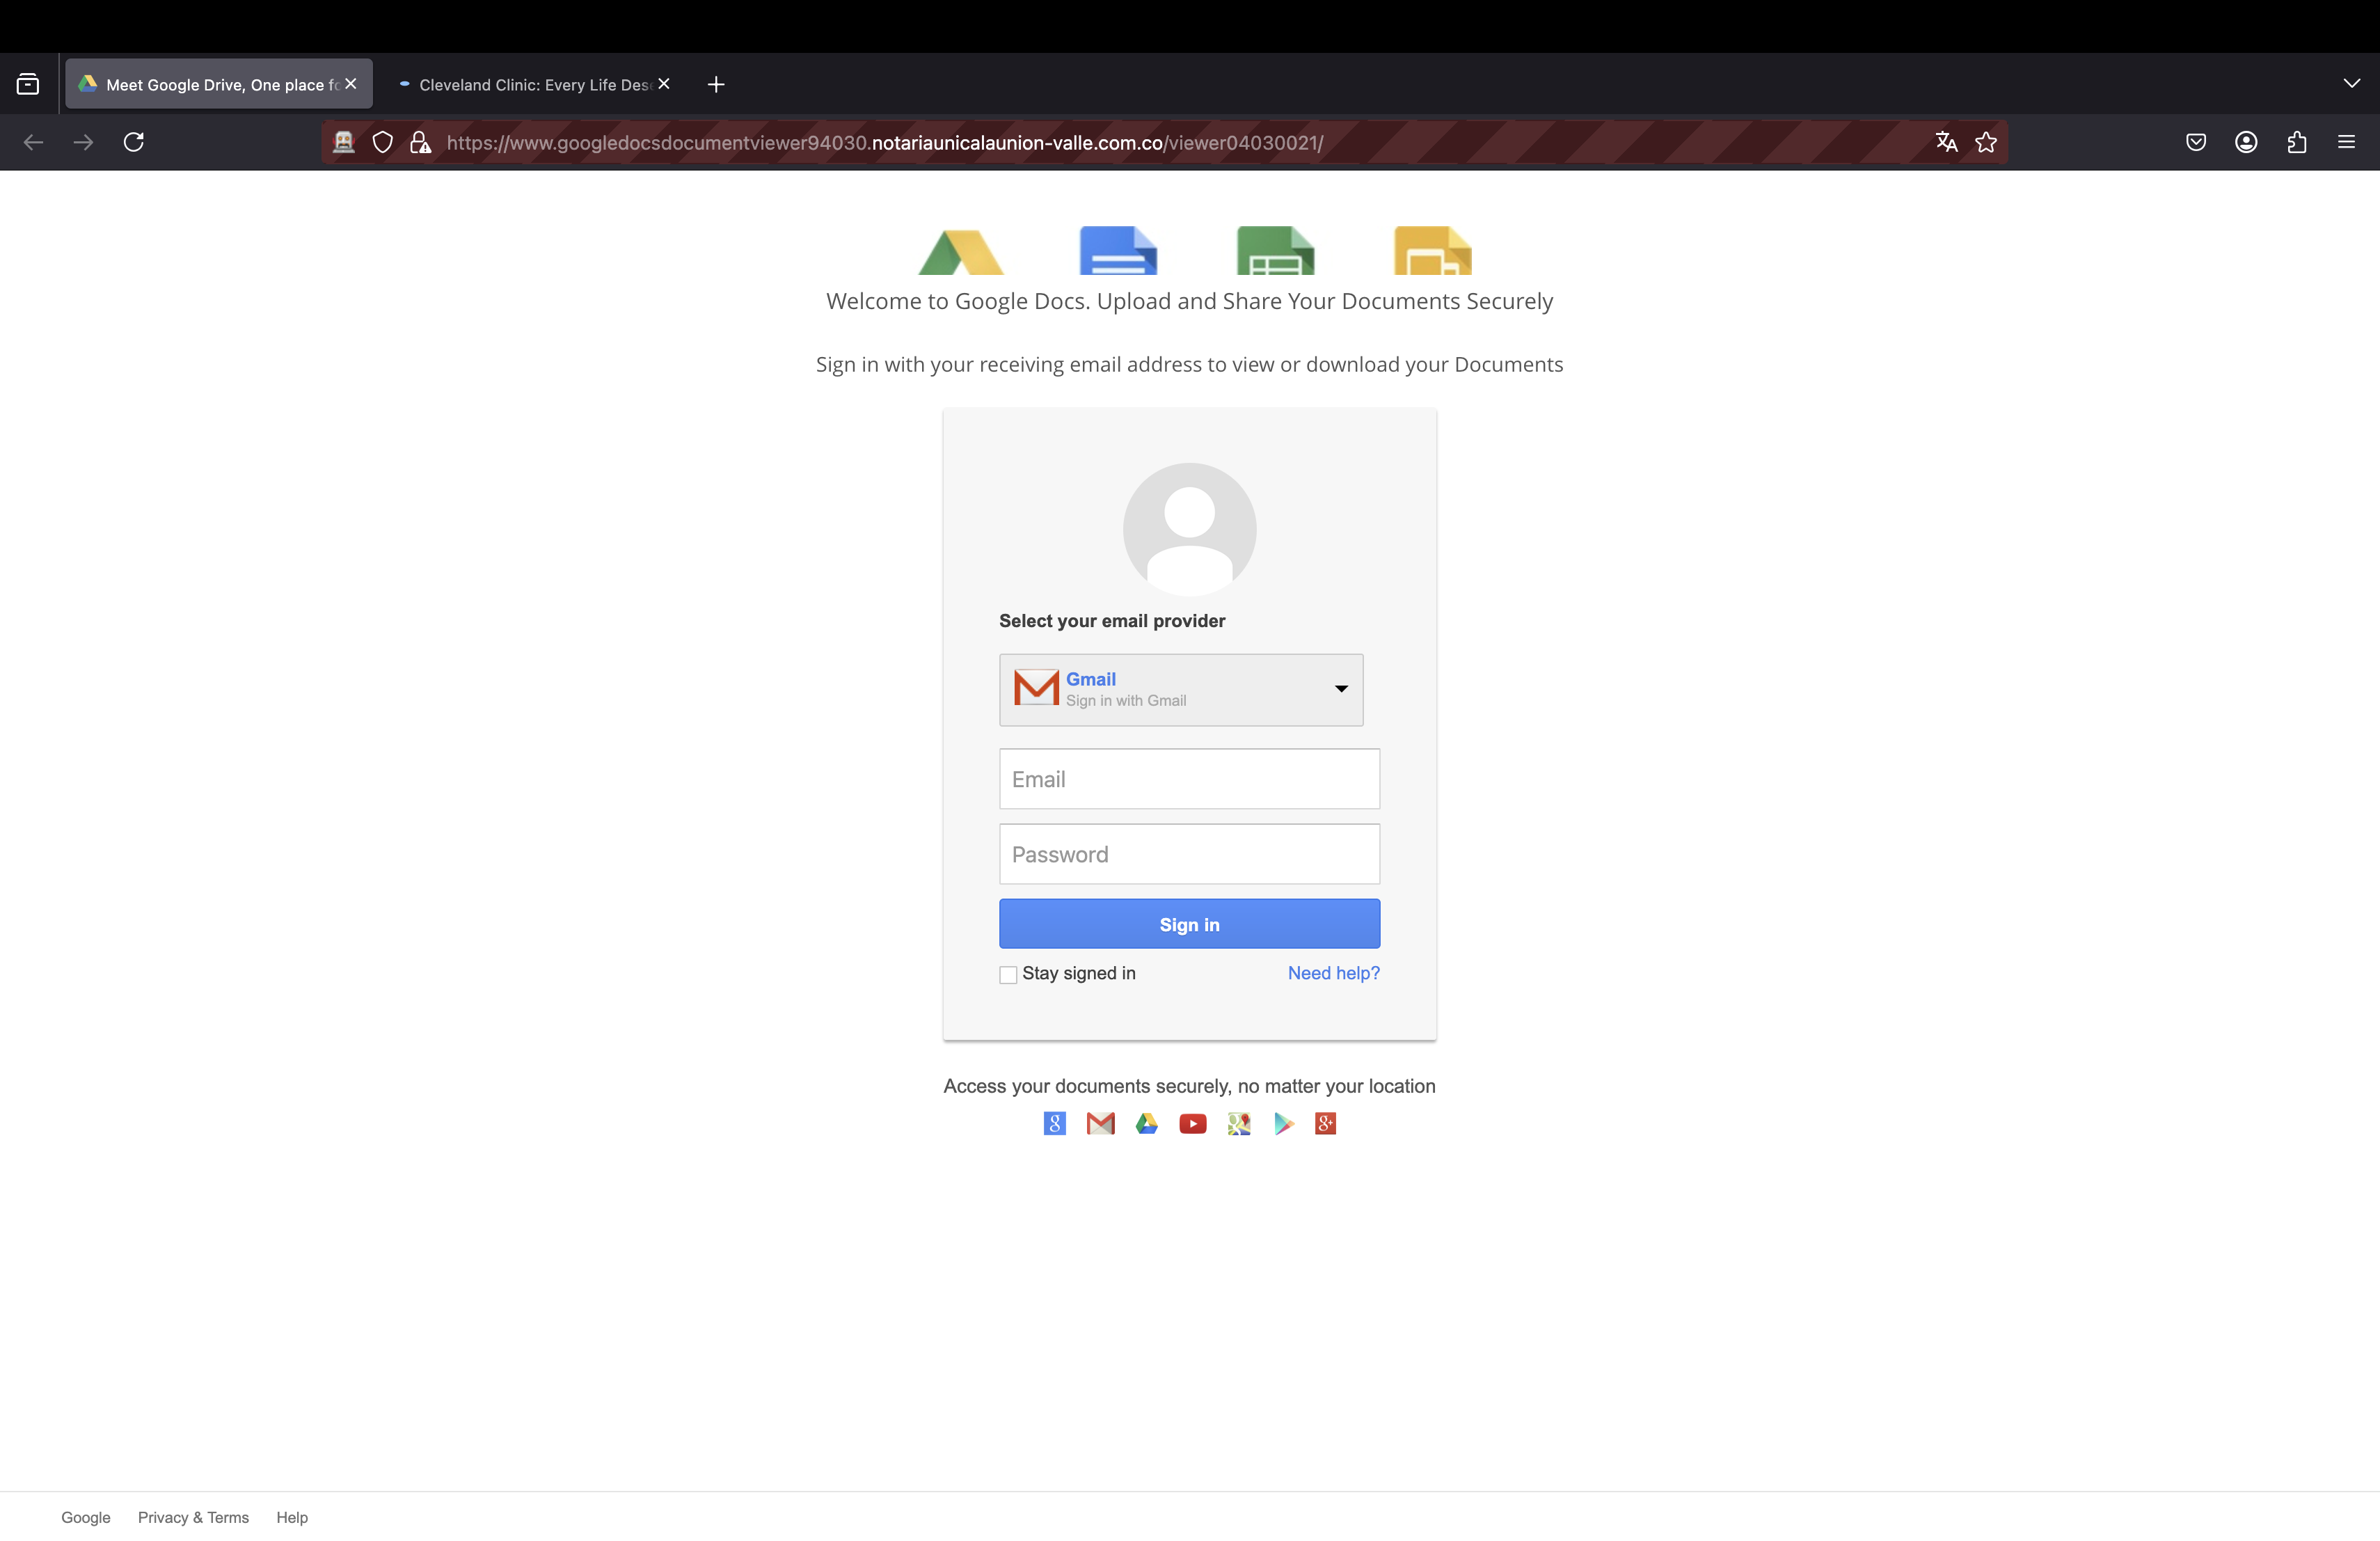 Meet Google Drive, One place fo
Cleveland Clinic: Every Life Dese
https://www.googledocsdocumentviewer94030.notariaunicalaunion-valle.com.co/viewer04030021/
Welcome to Google Docs. Upload and Share Your Documents Securely
Sign in with your receiving email address to view or download your Documents
Select your email provider
Gmail
Sign in with Gmail
Email
Password
Sign in
Stay signed in Need help?
Access your documents securely, no matter your location
Google Privacy & Terms Help